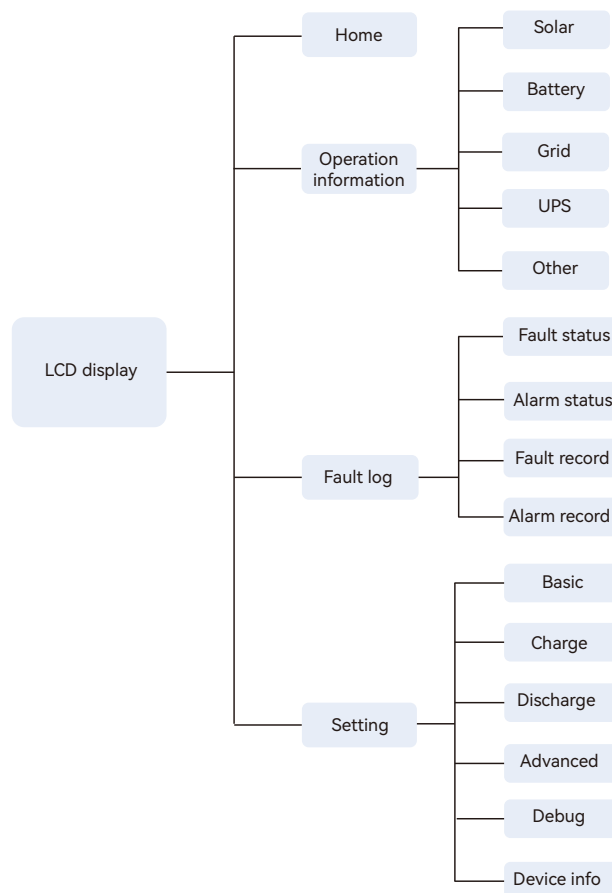 LCD display
Home
Operation
information
Solar
Battery
Grid
UPS
Other
Fault log
Fault status
Alarm status
Fault record
Alarm record
Setting
Basic
Charge
Discharge
Advanced
Debug
Device info